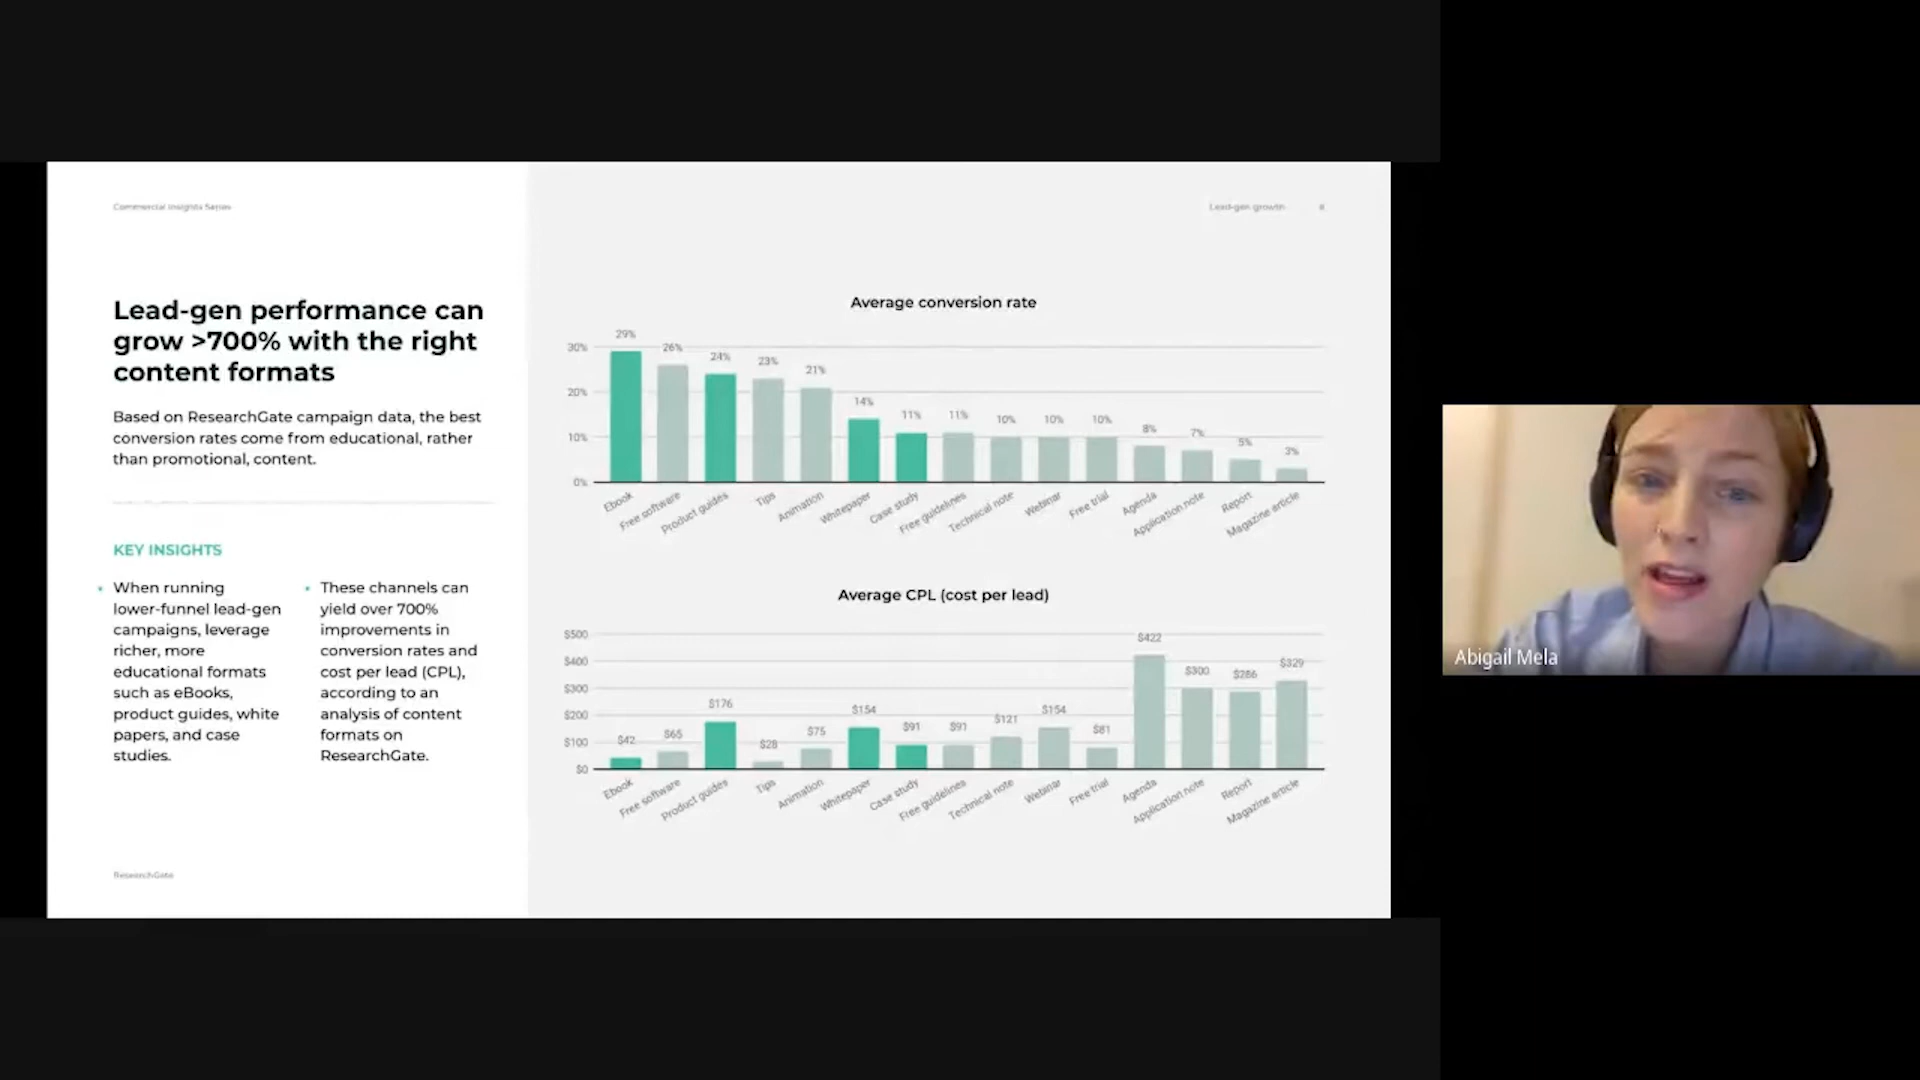 Commercial Insights Series
Lead-gen growth
Lead-gen performance can
grow >700% with the right
content formats
Based on ResearchGate campaign data, the best
conversion rates come from educational, rather
than promotional, content.
KEY INSIGHTS
When running
lower-funnel lead-gen
campaigns, leverage
richer, more
educational formats
such as eBooks,
product guides, white
papers, and case
studies.
These channels can
yield over 700%
improvements in
conversion rates and
cost per lead (CPL),
according to an
analysis of content
formats on
ResearchGate.
ResearchGate
Average conversion rate
30%
20%
10%
0%
29%
26%
24%
23%
21%
14%
11%
11%
10%
10%
10%
8%
7%
5%
3%
Ebook
Free software
Product guides
Tips
Animation
Whitepaper
Case study
Free guidelines
Technical note
Webinar
Free trial
Agenda
Application note
Report
Magazine article
Average CPL (cost per lead)
$500
$400
$300
$200
$100
$0
$42
$65
$176
$28
$75
$154
$91
$91
$121
$154
$81
$422
$300
$286
$329
Ebook
Free software
Product guides
Tips
Animation
Whitepaper
Case study
Free guidelines
Technical note
Webinar
Free trial
Agenda
Application note
Report
Magazine article
Abigail Mela